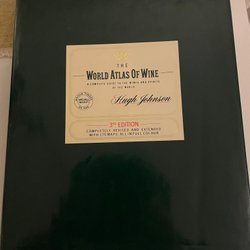 THE
WORLD ATLAS OF WINE
A COMPLETE GUIDE TO THE WINES AND SPIRITS
OF THE WORLD
Hugh Johnson
3RD EDITION
COMPLETELY REVISED AND EXTENDED
WITH 175 MAPS, ALL IN FULL COLOUR